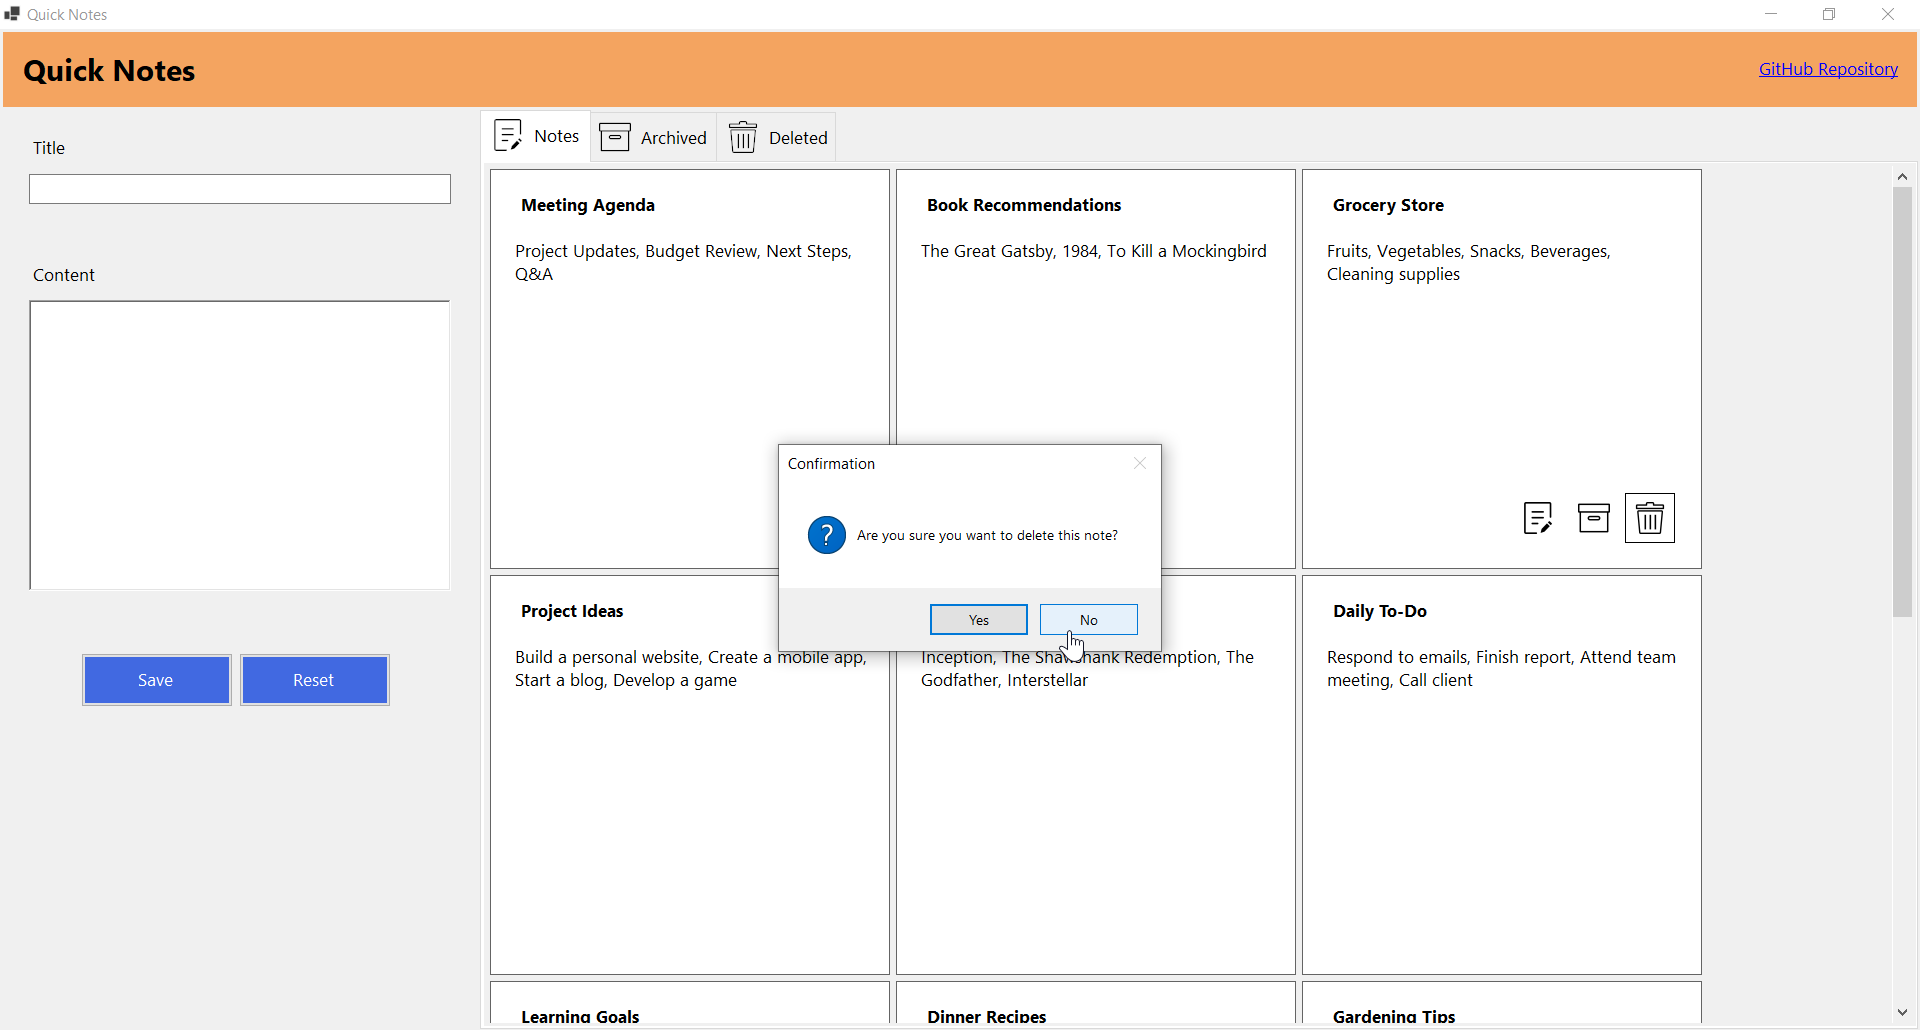 Quick Notes
Quick Notes
GitHub Repository
Title
Content
Save
Reset
Notes
Archived
Deleted
Meeting Agenda
Project Updates, Budget Review, Next Steps,
Q&A
Book Recommendations
The Great Gatsby, 1984, To Kill a Mockingbird
Grocery Store
Fruits, Vegetables, Snacks, Beverages,
Cleaning supplies
Confirmation
?
Are you sure you want to delete this note?
Yes
No
Project Ideas
Build a personal website, Create a mobile app,
Start a blog, Develop a game
Inception, The Shawshank Redemption, The
Godfather, Interstellar
Daily To-Do
Respond to emails, Finish report, Attend team
meeting, Call client
Learning Goals
Dinner Recipes
Gardening Tips